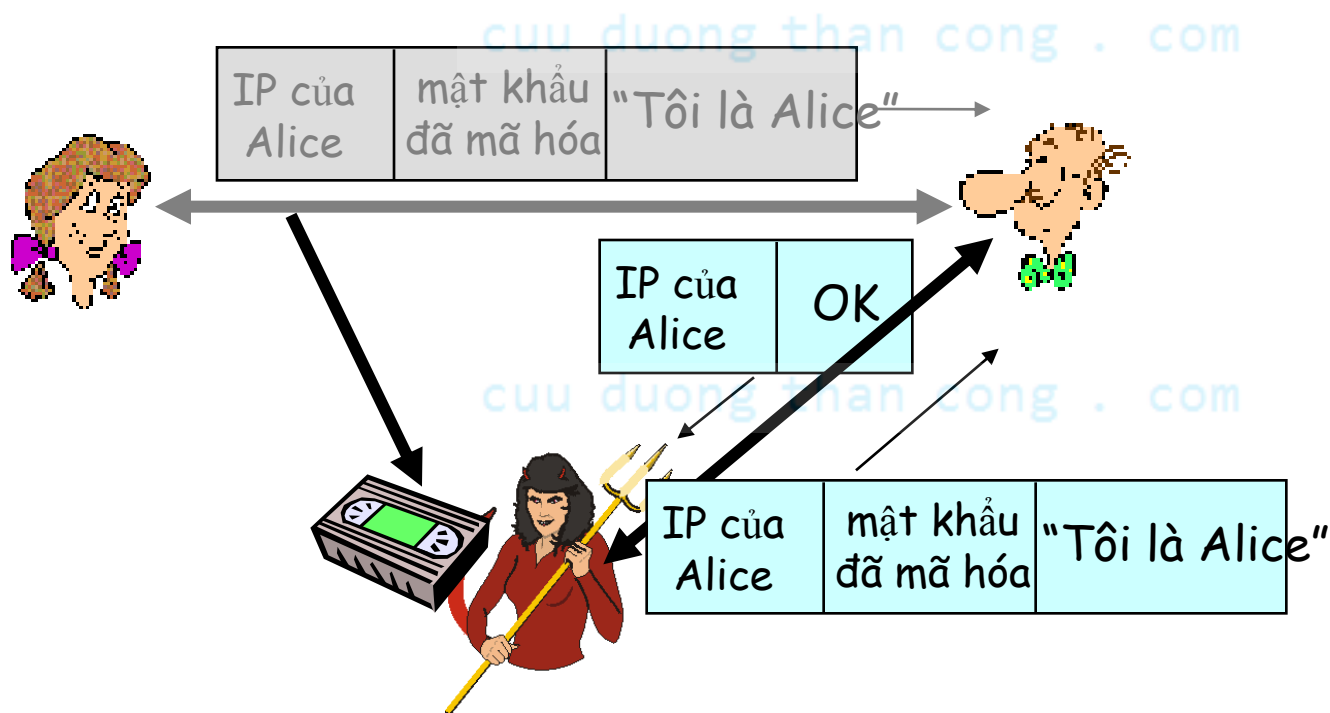 cuu duong than cong . com
IP của
Alice
mật khẩu
đã mã hóa
“Tôi là Alice”
IP của
Alice
OK
cuu duong than cong . com
IP của
Alice
mật khẩu
đã mã hóa
“Tôi là Alice”